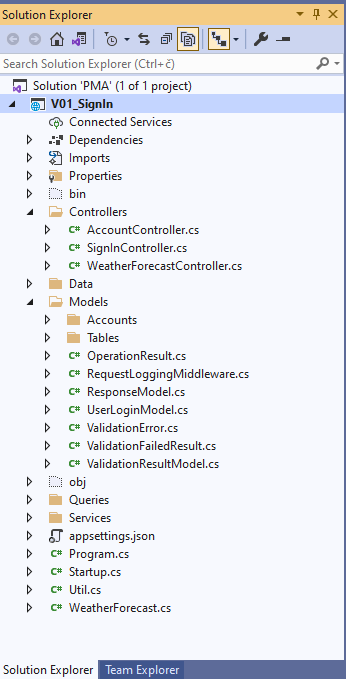 Solution Explorer
Search Solution Explorer (Ctrl+č)
Solution 'PMA' (1 of 1 project)
V01_SignIn
Connected Services
Dependencies
Imports
Properties
bin
Controllers
C# AccountController.cs
C# SignInController.cs
C# WeatherForecastController.cs
Data
Models
Accounts
Tables
C# OperationResult.cs
C# RequestLoggingMiddleware.cs
C# ResponseModel.cs
C# UserLoginModel.cs
C# ValidationError.cs
C# ValidationFailedResult.cs
C# ValidationResultModel.cs
obj
Queries
Services
appsettings.json
C# Program.cs
C# Startup.cs
C# Util.cs
C# WeatherForecast.cs
Solution Explorer Team Explorer